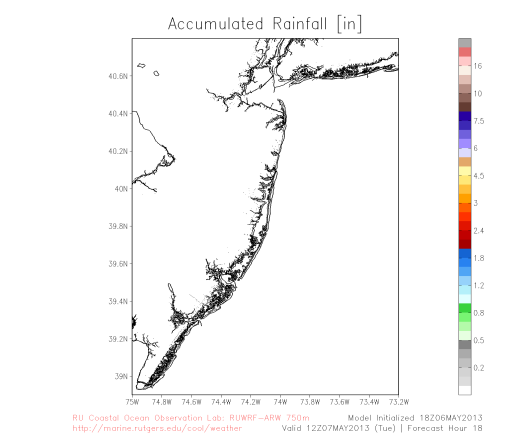 Accumulated Rainfall [in]
40.6N
40.4N
40.2N
40N
39.8N
39.6N
39.4N
39.2N
39N
75W
74.8W
74.6W
74.4W
74.2W
74W
73.8W
73.6W
73.4W
73.2W
16
10
7.5
6
4.5
3
2.4
1.8
1.2
0.8
0.5
0.2
RU Coastal Ocean Observation Lab: RUWRF-ARW 750m
Model Initialized 18Z06MAY2013
http://marine.rutgers.edu/cool/weather
Valid 12Z07MAY2013 (Tue) | Forecast Hour 18